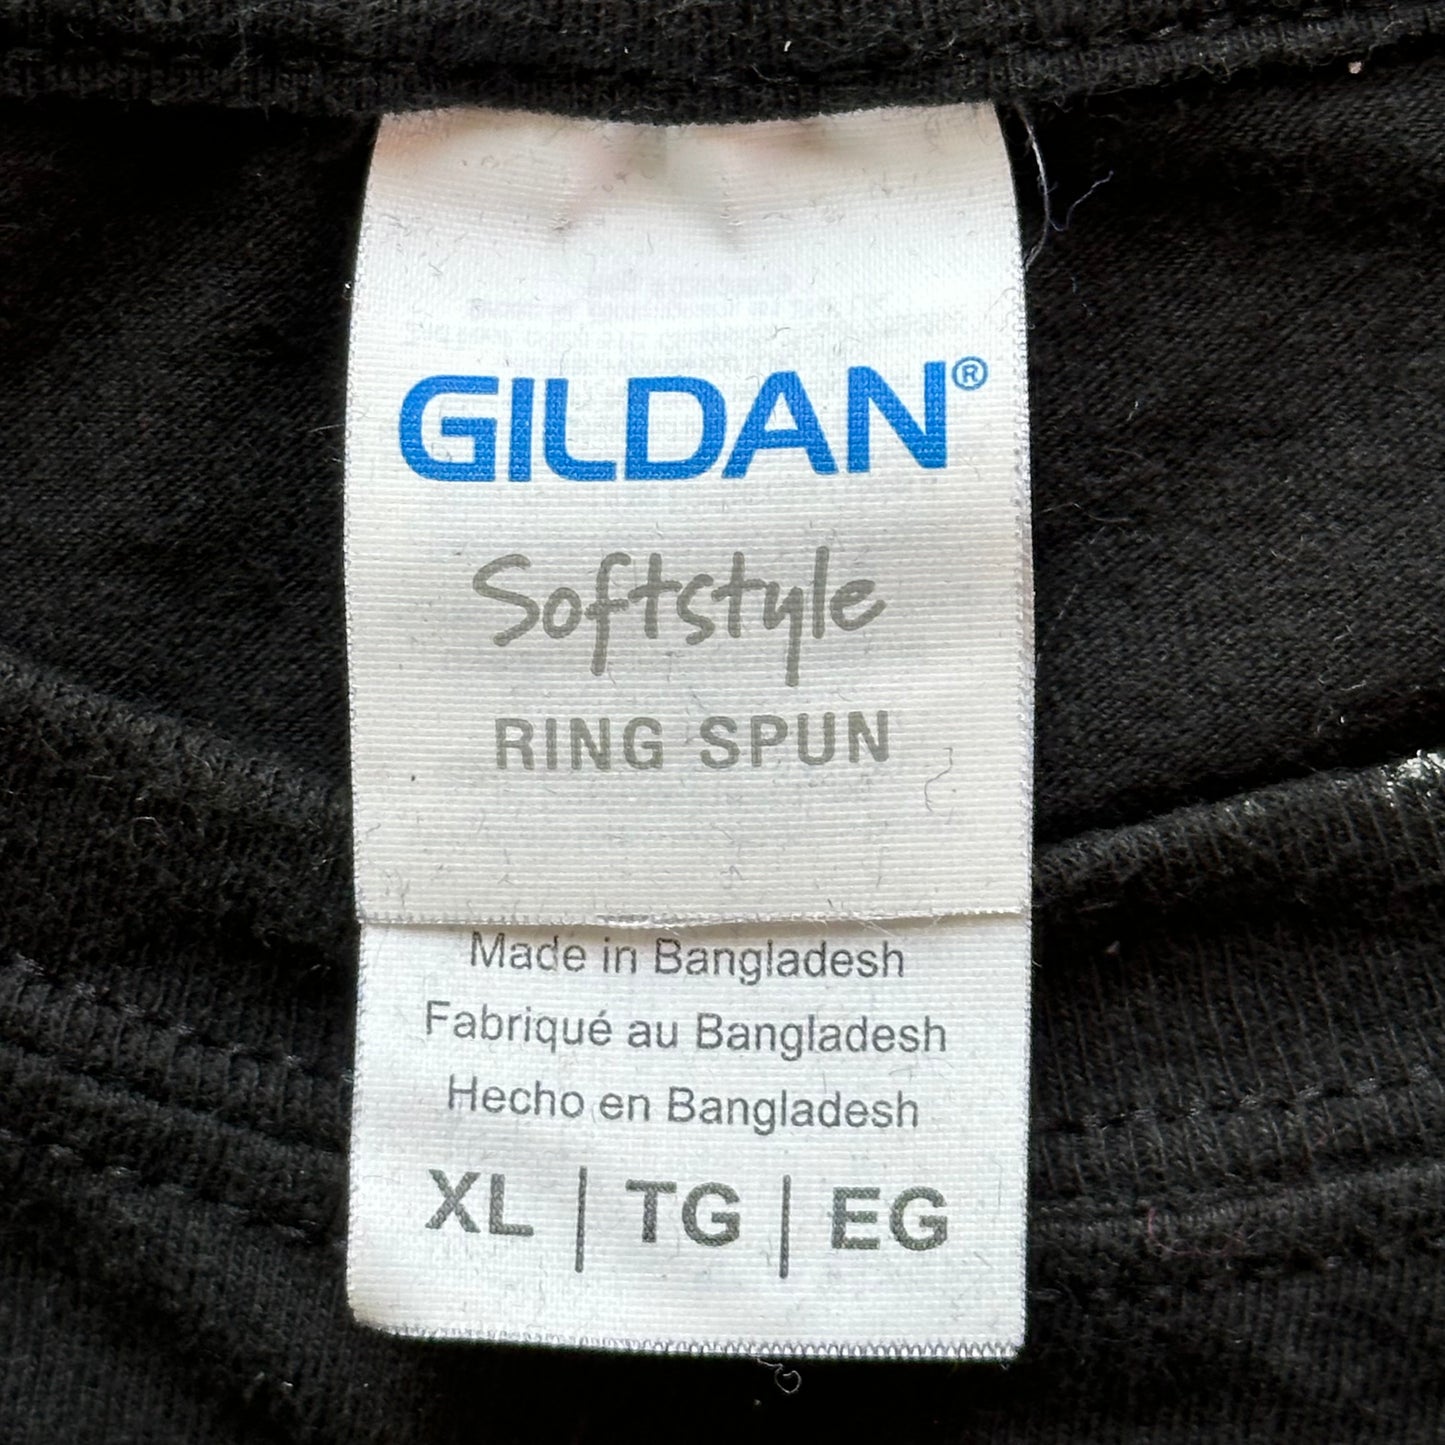 GILDAN®
Softstyle
RING SPUN
Made in Bangladesh
Fabriqué au Bangladesh
Hecho en Bangladesh
XL | TG | EG